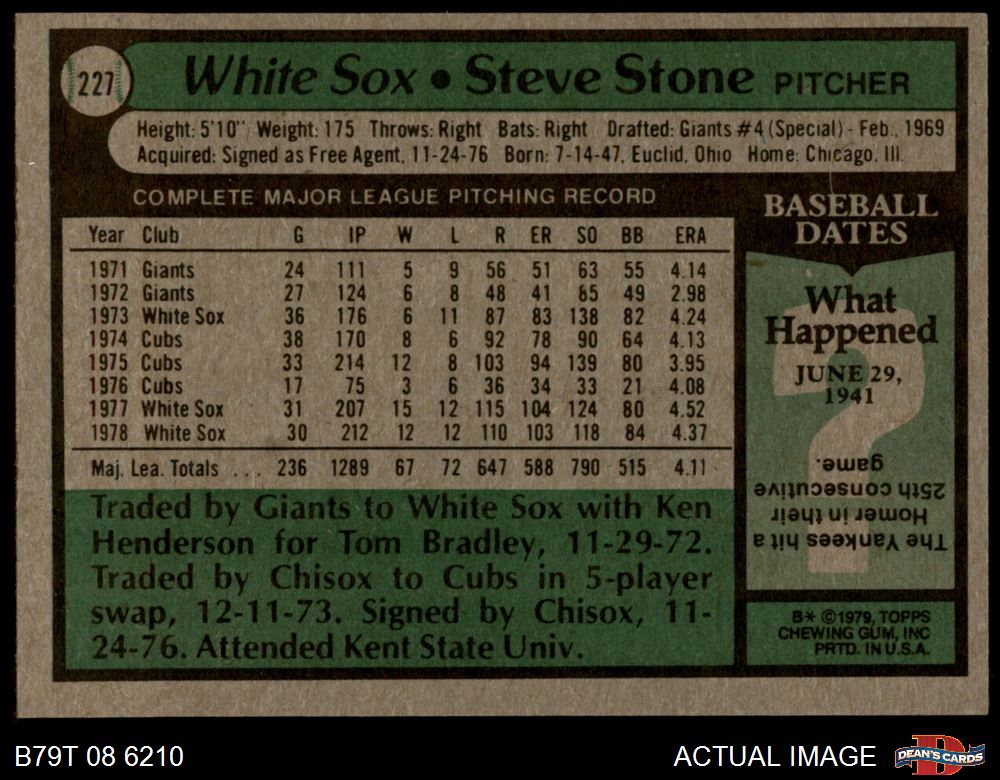 227
White Sox • Steve Stone PITCHER
Height: 5'10" Weight: 175 Throws: Right Bats: Right Drafted: Giants #4 (Special) - Feb., 1969
Acquired: Signed as Free Agent, 11-24-76 Born: 7-14-47, Euclid, Ohio Home: Chicago, Ill.
COMPLETE MAJOR LEAGUE PITCHING RECORD
Year Club G IP W L R ER SO BB ERA
1971 Giants 24 111 5 9 56 51 63 55 4.14
1972 Giants 27 124 6 8 48 41 85 49 2.98
1973 White Sox 36 176 6 11 87 83 138 82 4.24
1974 Cubs 38 170 8 6 92 78 90 64 4.13
1975 Cubs 33 214 12 8 103 94 139 80 3.95
1976 Cubs 17 75 3 6 36 34 33 21 4.08
1977 White Sox 31 207 15 12 115 104 124 80 4.52
1978 White Sox 30 212 12 12 110 103 118 84 4.37
Maj. Lea. Totals ... 236 1289 67 72 647 588 790 515 4.11
Traded by Giants to White Sox with Ken
Henderson for Tom Bradley, 11-29-72.
Traded by Chisox to Cubs in 5-player
swap, 12-11-73. Signed by Chisox, 11-
24-76. Attended Kent State Univ.
BASEBALL
DATES
What
Happened
JUNE 29,
1941
The Yankees hit a
Homer in their
25th consecutive
game.
B* ©1979, TOPPS
CHEWING GUM, INC
PRTD. IN U.S.A.
B79T 08 6210
ACTUAL IMAGE
D
DEAN'S CARDS